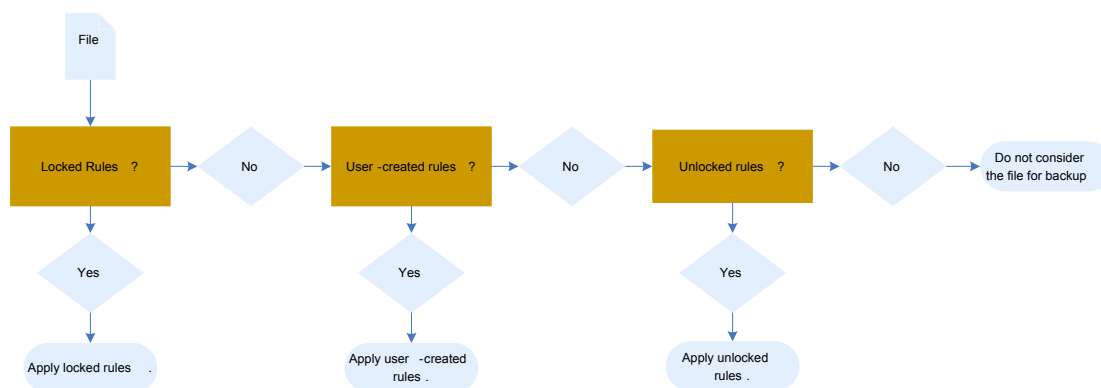 File
Locked Rules ?
No
User -created rules ?
No
Unlocked rules ?
No
Do not consider
the file for backup
Yes
Yes
Yes
Apply locked rules .
Apply user -created
rules .
Apply unlocked
rules .